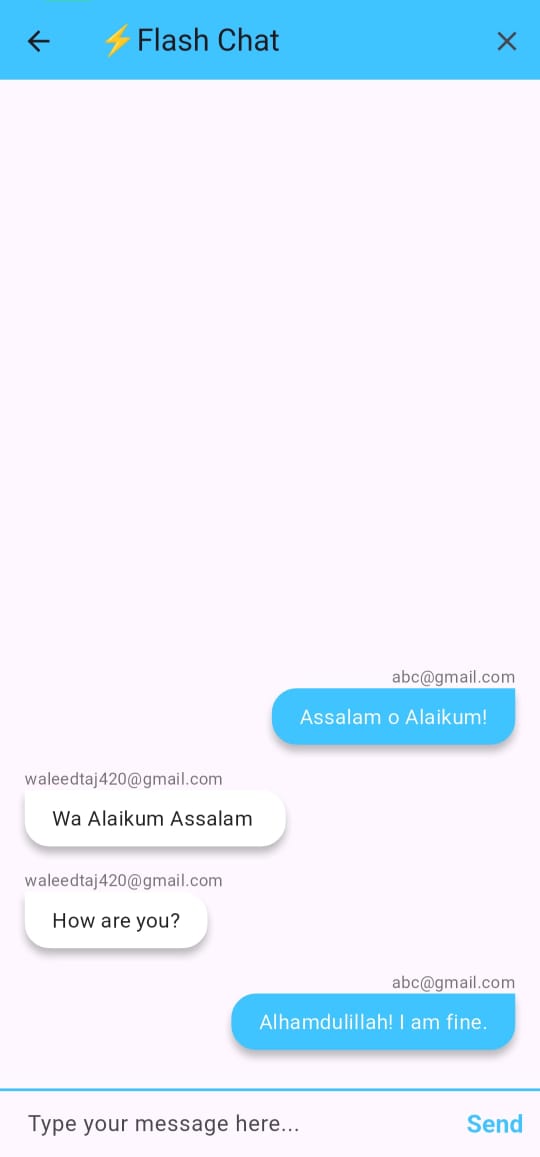 ⚡Flash Chat
abc@gmail.com
Assalam o Alaikum!
waleedtaj420@gmail.com
Wa Alaikum Assalam
waleedtaj420@gmail.com
How are you?
abc@gmail.com
Alhamdulillah! I am fine.
Type your message here...
Send